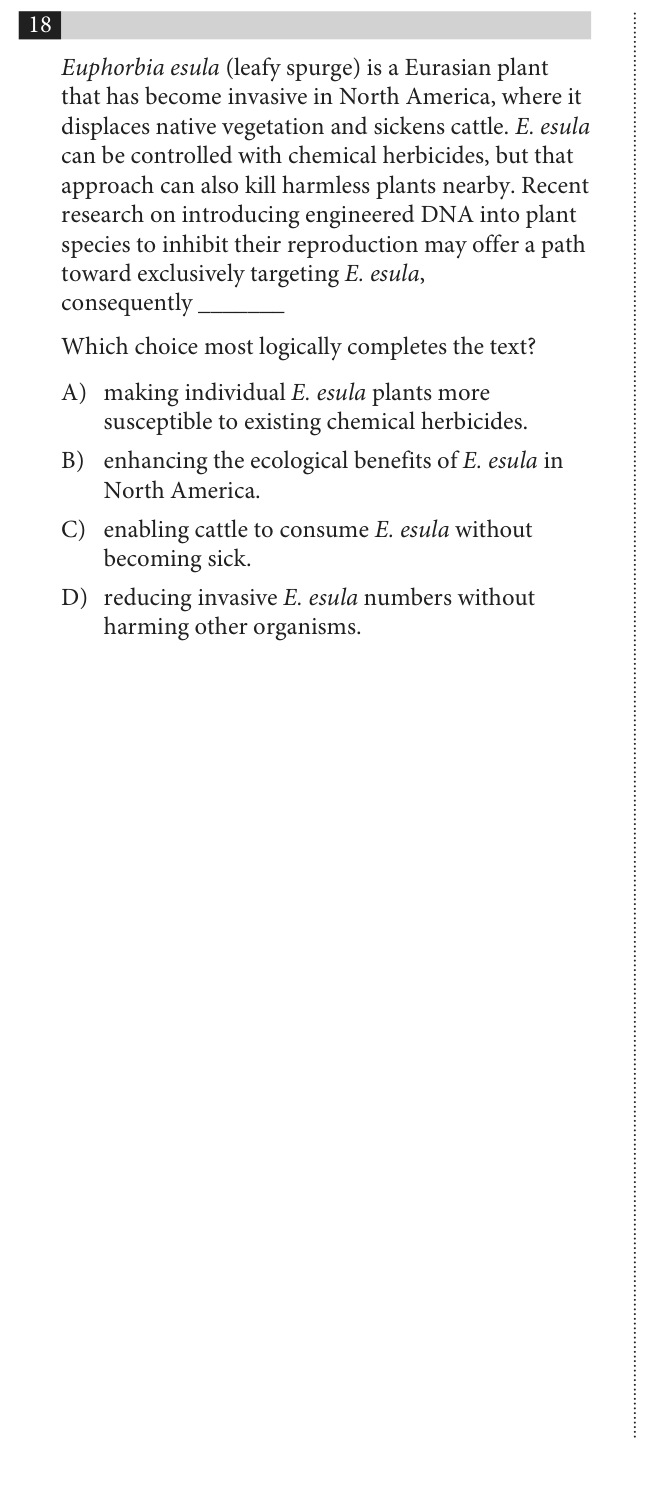 18
Euphorbia esula (leafy spurge) is a Eurasian plant
that has become invasive in North America, where it
displaces native vegetation and sickens cattle. E. esula
can be controlled with chemical herbicides, but that
approach can also kill harmless plants nearby. Recent
research on introducing engineered DNA into plant
species to inhibit their reproduction may offer a path
toward exclusively targeting E. esula,
consequently _______
Which choice most logically completes the text?
A) making individual E. esula plants more
susceptible to existing chemical herbicides.
B) enhancing the ecological benefits of E. esula in
North America.
C) enabling cattle to consume E. esula without
becoming sick.
D) reducing invasive E. esula numbers without
harming other organisms.